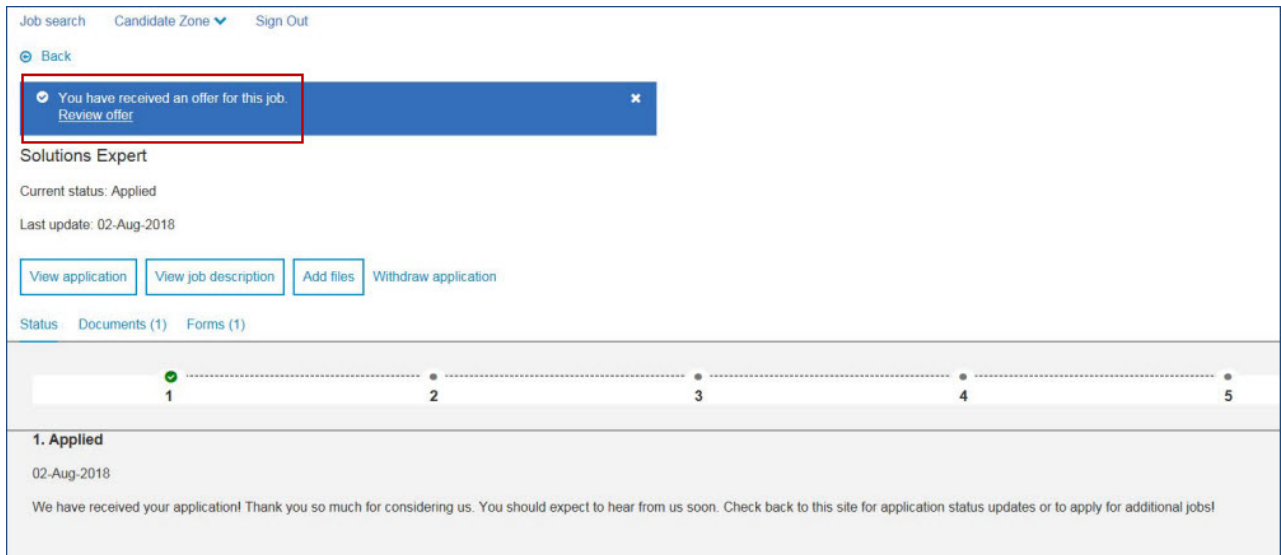 Job search Candidate Zone Sign Out
Back
You have received an offer for this job.
Review offer
Solutions Expert
Current status: Applied
Last update: 02-Aug-2018
View application View job description Add files Withdraw application
Status Documents (1) Forms (1)
1 2 3 4 5
1. Applied
02-Aug-2018
We have received your application! Thank you so much for considering us. You should expect to hear from us soon. Check back to this site for application status updates or to apply for additional jobs!